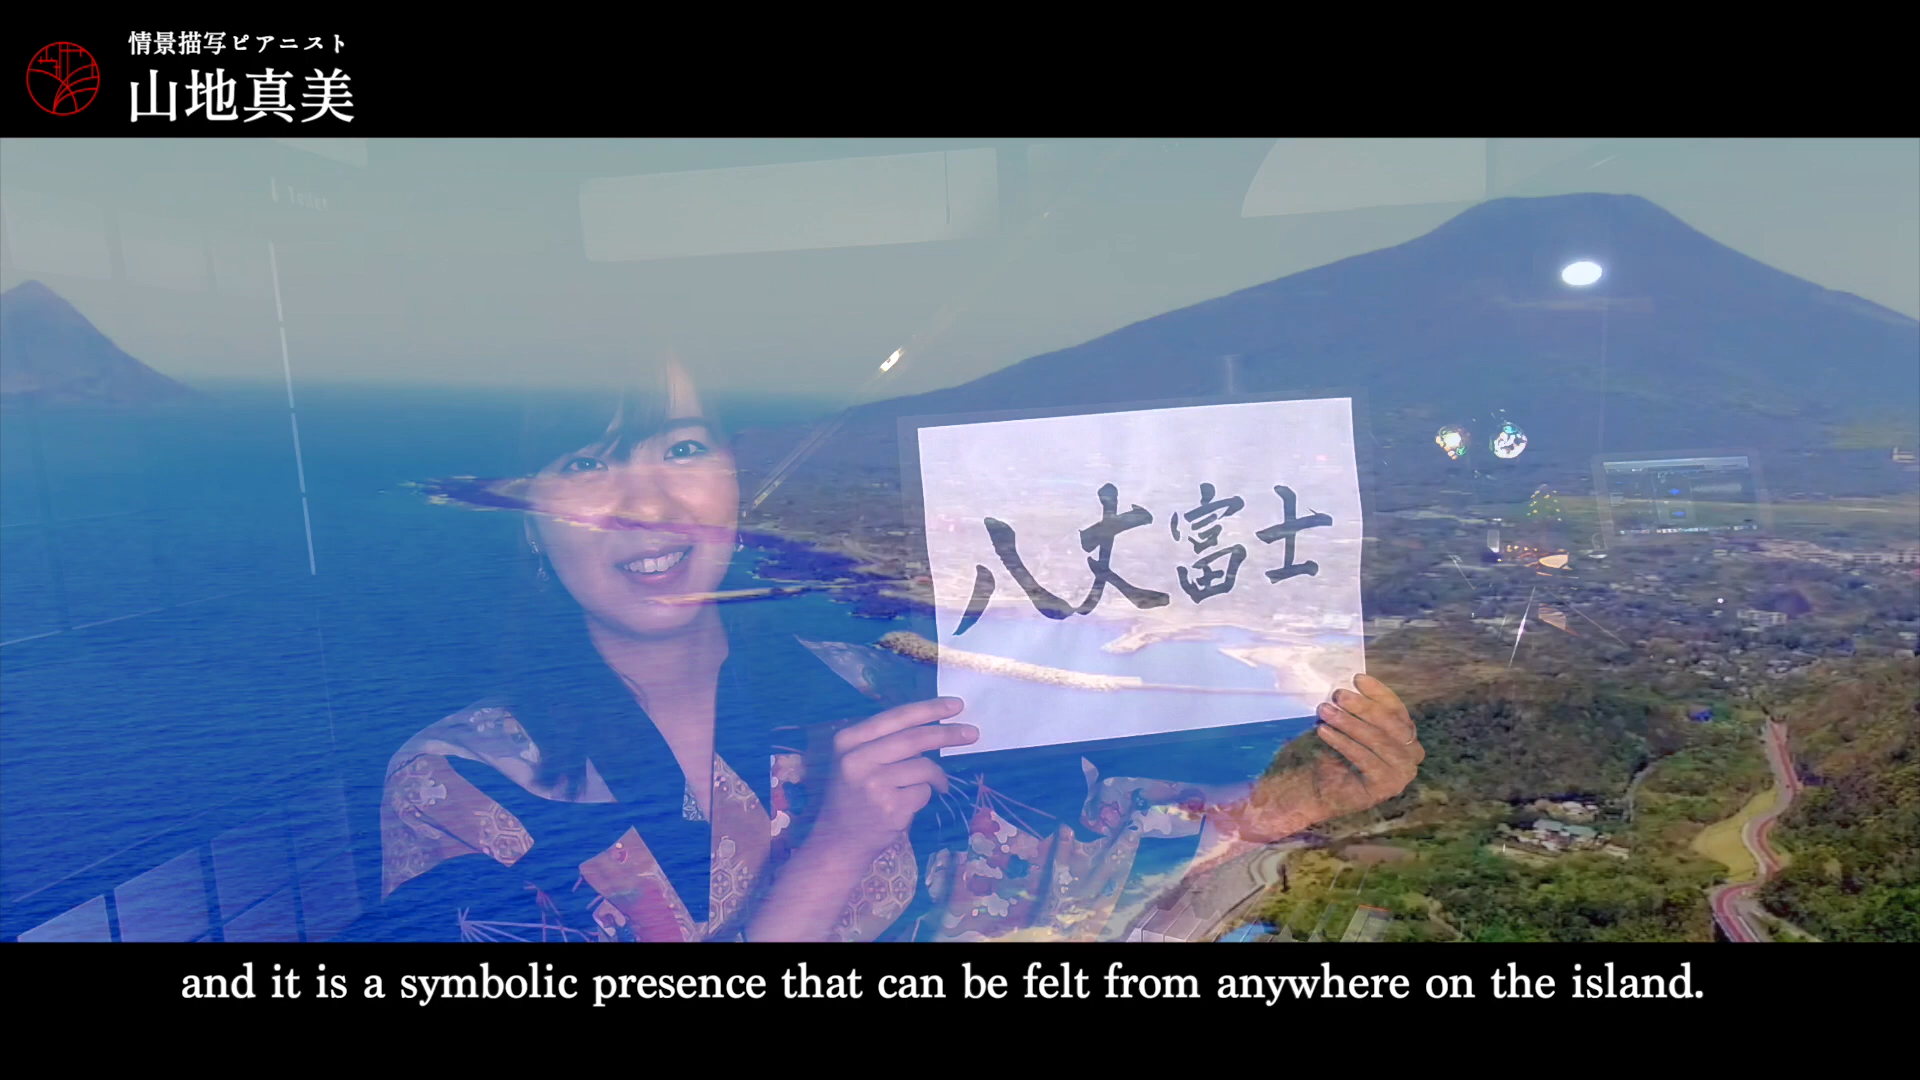 情景描写ピアニスト
山地真美
八丈富士
and it is a symbolic presence that can be felt from anywhere on the island.